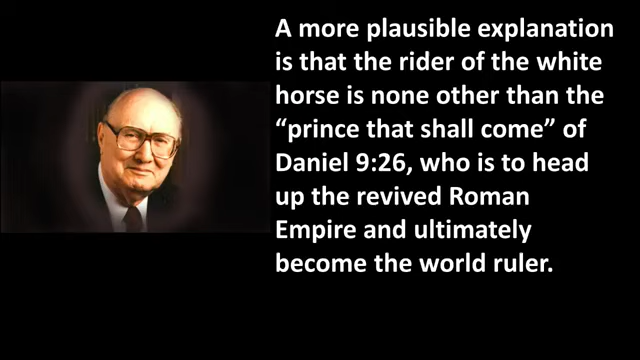 A more plausible explanation
is that the rider of the white
horse is none other than the
“prince that shall come” of
Daniel 9:26, who is to head
up the revived Roman
Empire and ultimately
become the world ruler.